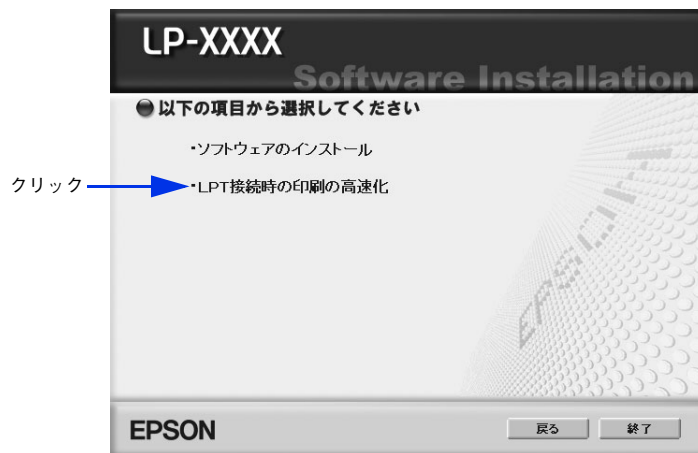 LP-XXXX
Software Installation
以下の項目から選択してください
・ソフトウェアのインストール
クリック
・LPT接続時の印刷の高速化
EPSON
EPSON
戻る
終了